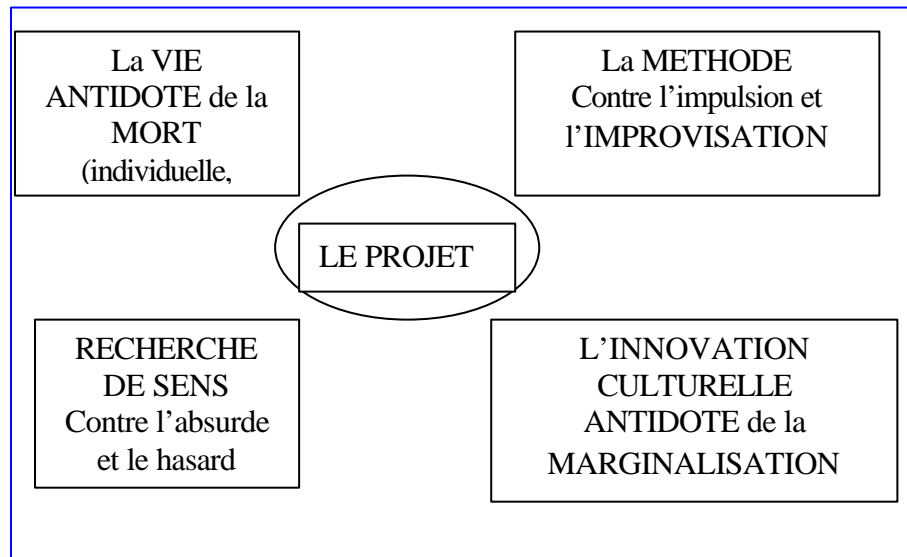 La VIE
ANTIDOTE de la
MORT
(individuelle,
La METHODE
Contre l’impulsion et
l’IMPROVISATION
LE PROJET
RECHERCHE
DE SENS
Contre l’absurde
et le hasard
L’INNOVATION
CULTURELLE
ANTIDOTE de la
MARGINALISATION